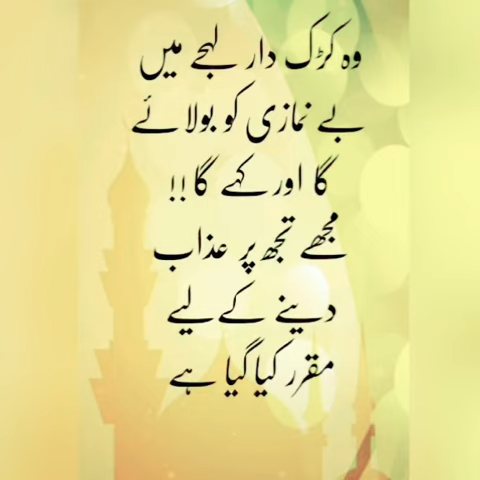 وہ کڑک دار لہجے میں
بے نمازی کو بولائے
گا اور کہے گا !!
مجھے تجھ پر عذاب
دینے کے لیے
مقرر کیا گیا ہے